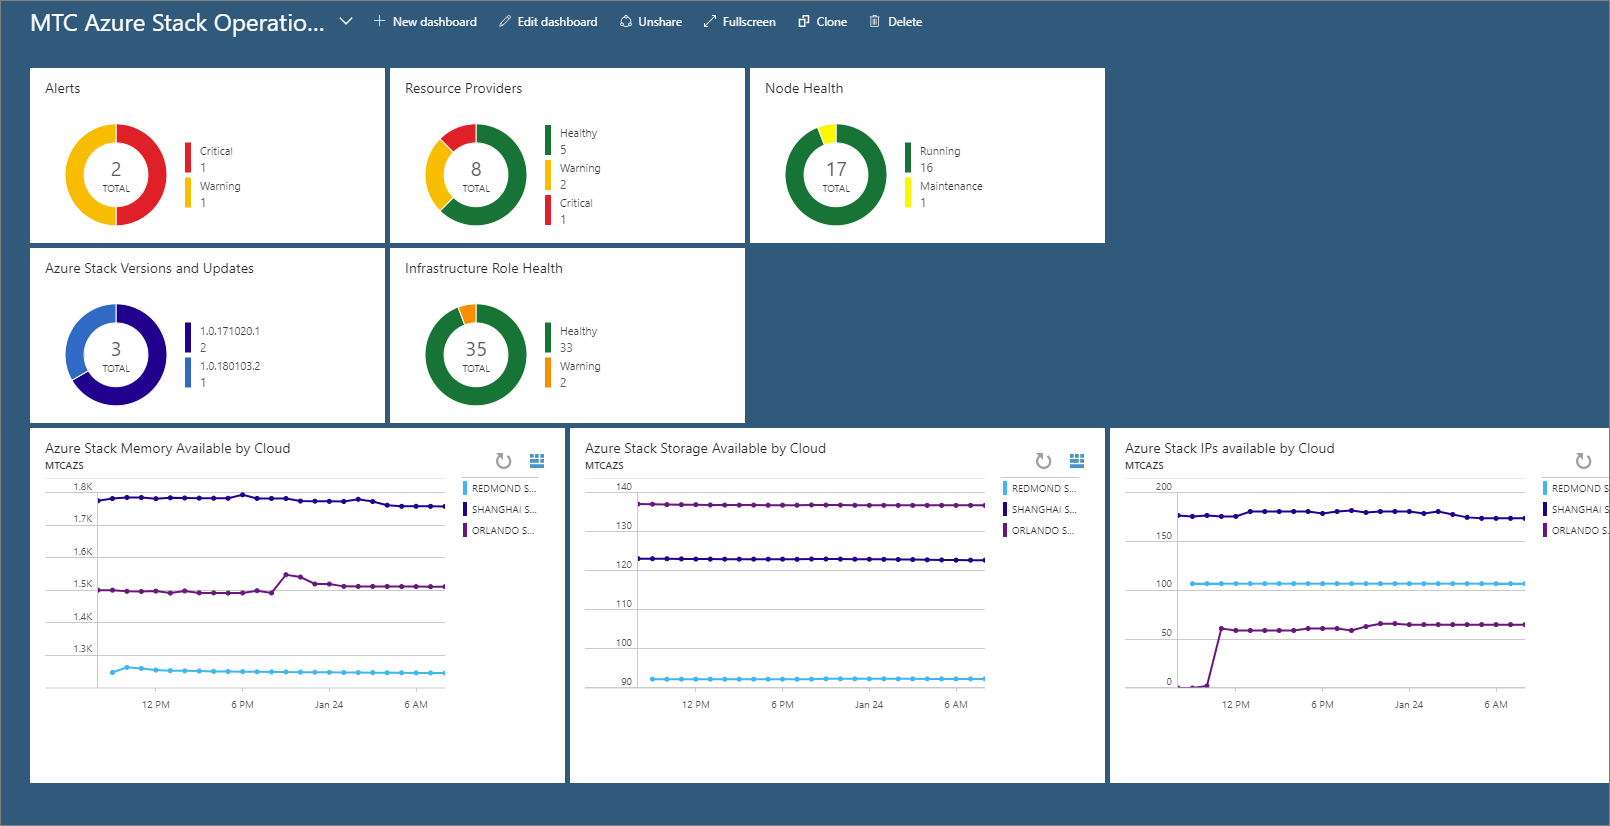 MTC Azure Stack Operatio...
New dashboard
Edit dashboard
Unshare
Fullscreen
Clone
Delete
Alerts
2
TOTAL
Critical
1
Warning
1
Resource Providers
8
TOTAL
Healthy
5
Warning
2
Critical
1
Node Health
17
TOTAL
Running
16
Maintenance
1
Azure Stack Versions and Updates
3
TOTAL
1.0.171020.1
2
1.0.180103.2
1
Infrastructure Role Health
35
TOTAL
Healthy
33
Warning
2
Azure Stack Memory Available by Cloud
MTCAZS
1.8K
1.7K
1.6K
1.5K
1.4K
1.3K
12 PM
6 PM
Jan 24
6 AM
REDMOND S...
SHANGHAI S...
ORLANDO S...
Azure Stack Storage Available by Cloud
MTCAZS
140
130
120
110
100
90
12 PM
6 PM
Jan 24
6 AM
REDMOND S...
SHANGHAI S...
ORLANDO S...
Azure Stack IPs available by Cloud
MTCAZS
200
150
100
50
0
12 PM
6 PM
Jan 24
6 AM
REDMOND S
SHANGHAI S
ORLANDO S.